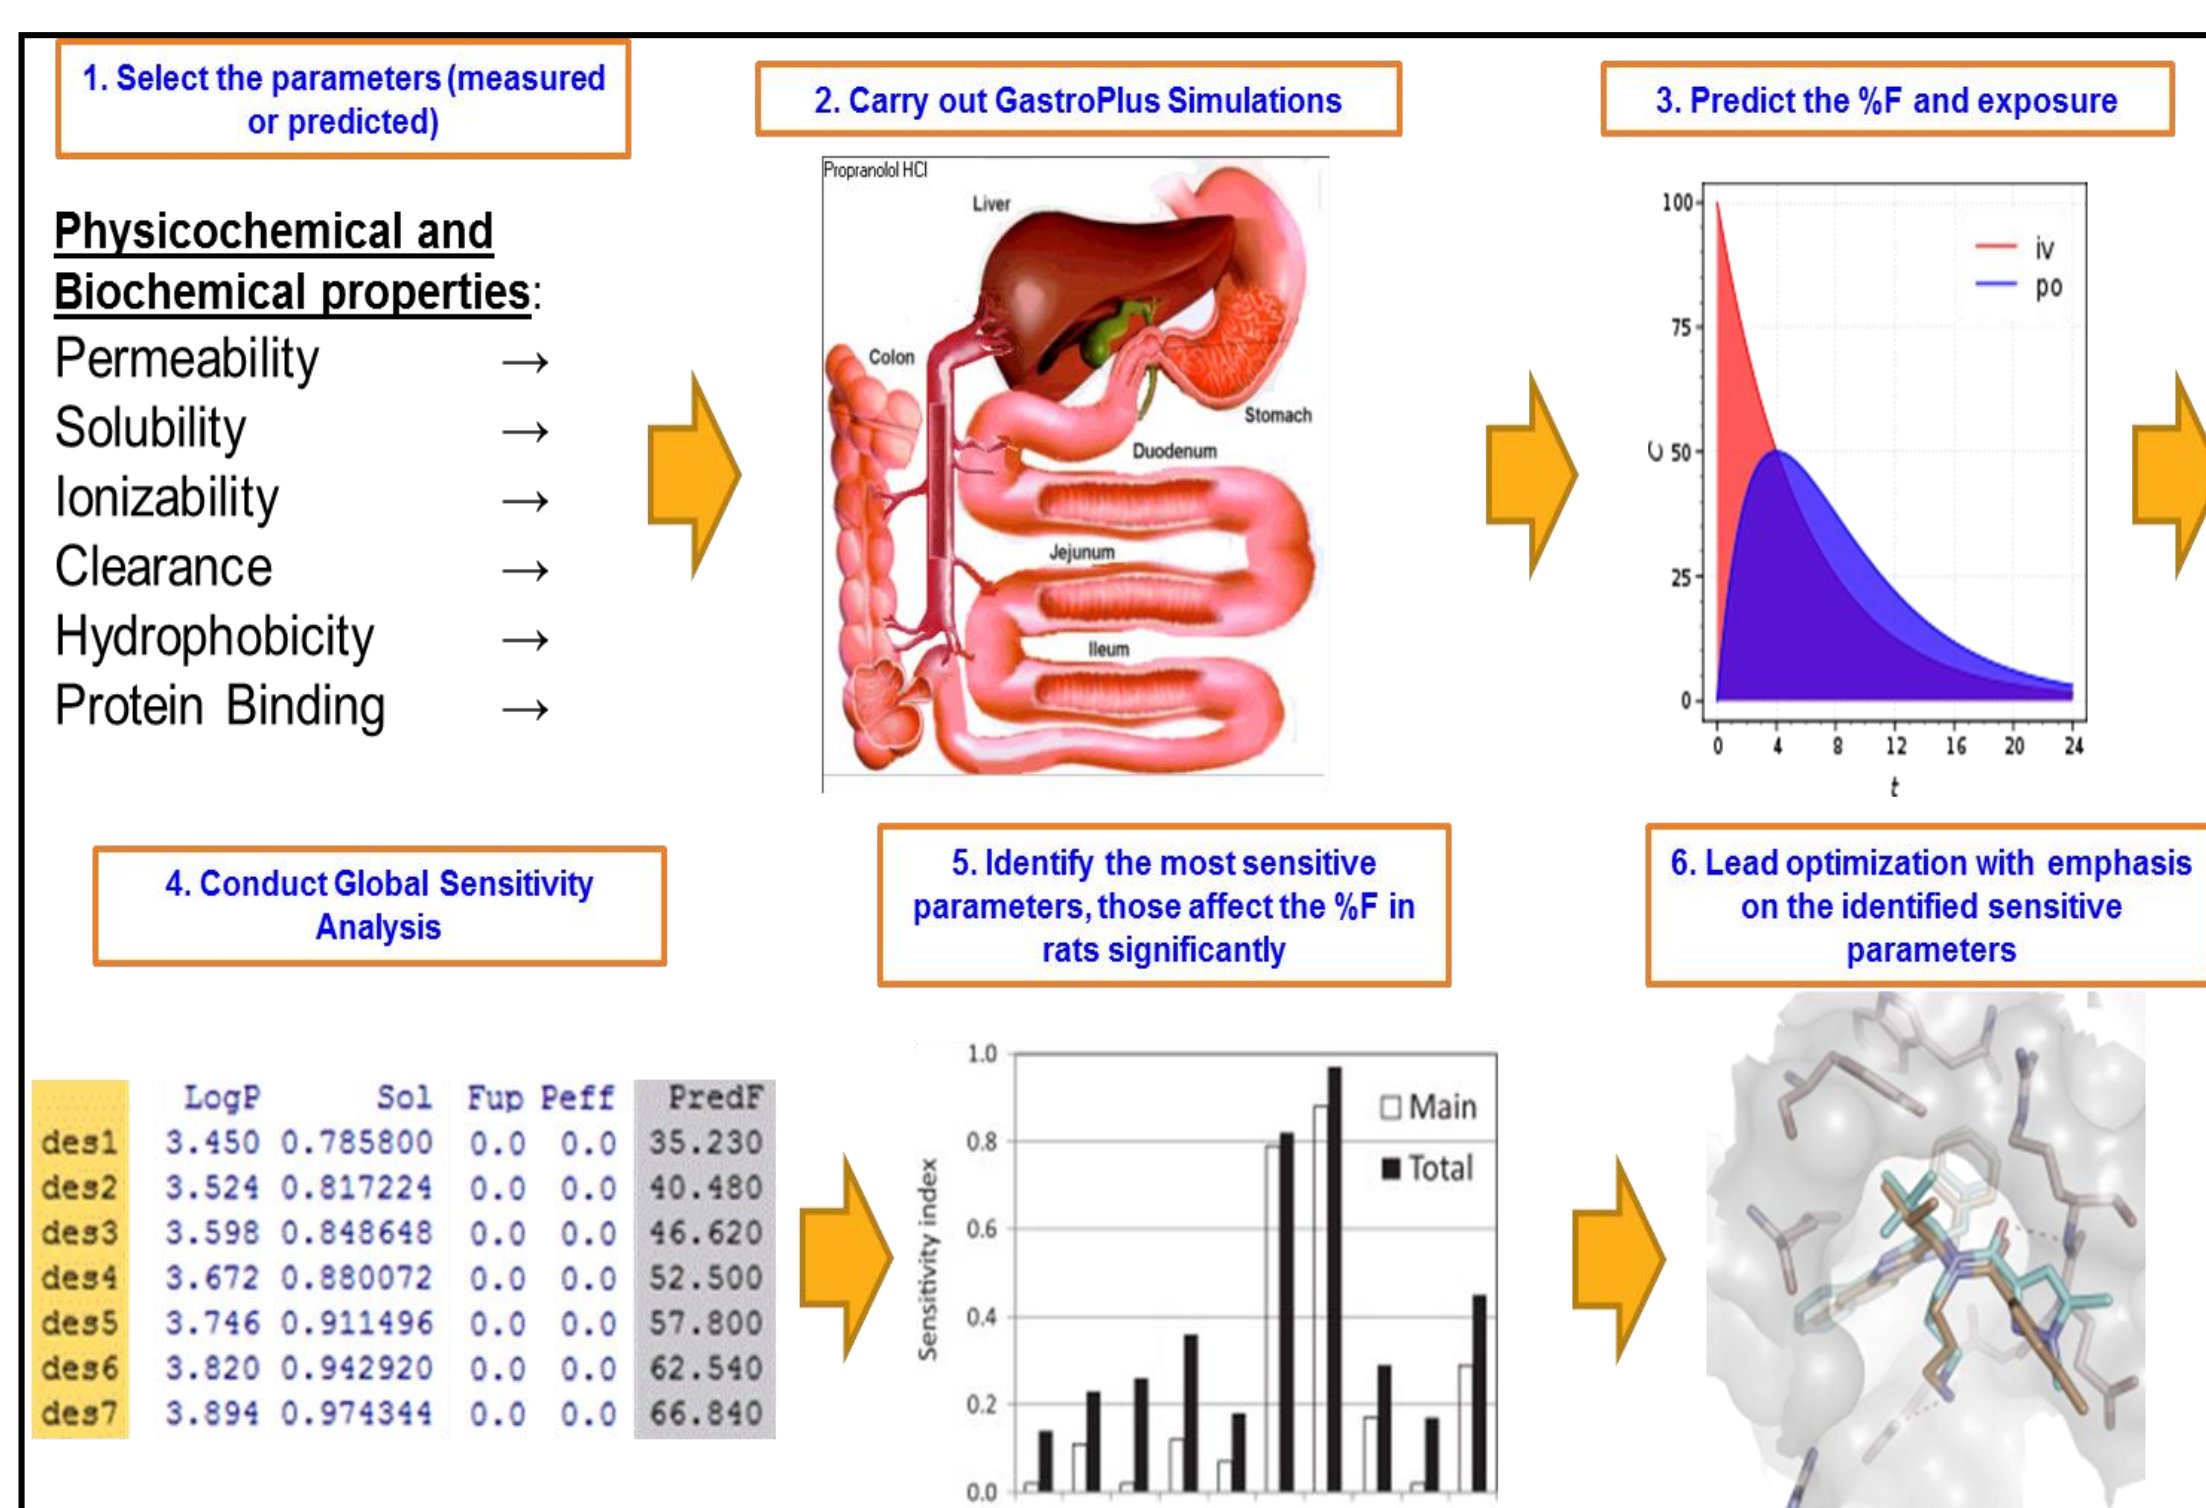 1. Select the parameters (measured
or predicted)
2. Carry out GastroPlus Simulations
3. Predict the %F and exposure
Physicochemical and
Biochemical properties:
Permeability →
Solubility →
Ionizability →
Clearance →
Hydrophobicity →
Protein Binding →
Propranolol HCl
Liver
Colon
Stomach
Duodenum
Jejunum
Ileum
100
75
C 50
25
0
iv
po
0 4 8 12 16 20 24
t
4. Conduct Global Sensitivity
Analysis
5. Identify the most sensitive
parameters, those affect the %F in
rats significantly
6. Lead optimization with emphasis
on the identified sensitive
parameters
LogP Sol Fup Peff PredF
des1 3.450 0.785800 0.0 0.0 35.230
des2 3.524 0.817224 0.0 0.0 40.480
des3 3.598 0.848648 0.0 0.0 46.620
des4 3.672 0.880072 0.0 0.0 52.500
des5 3.746 0.911496 0.0 0.0 57.800
des6 3.820 0.942920 0.0 0.0 62.540
des7 3.894 0.974344 0.0 0.0 66.840
Sensitivity index
1.0
0.8
0.6
0.4
0.2
0.0
Main
Total